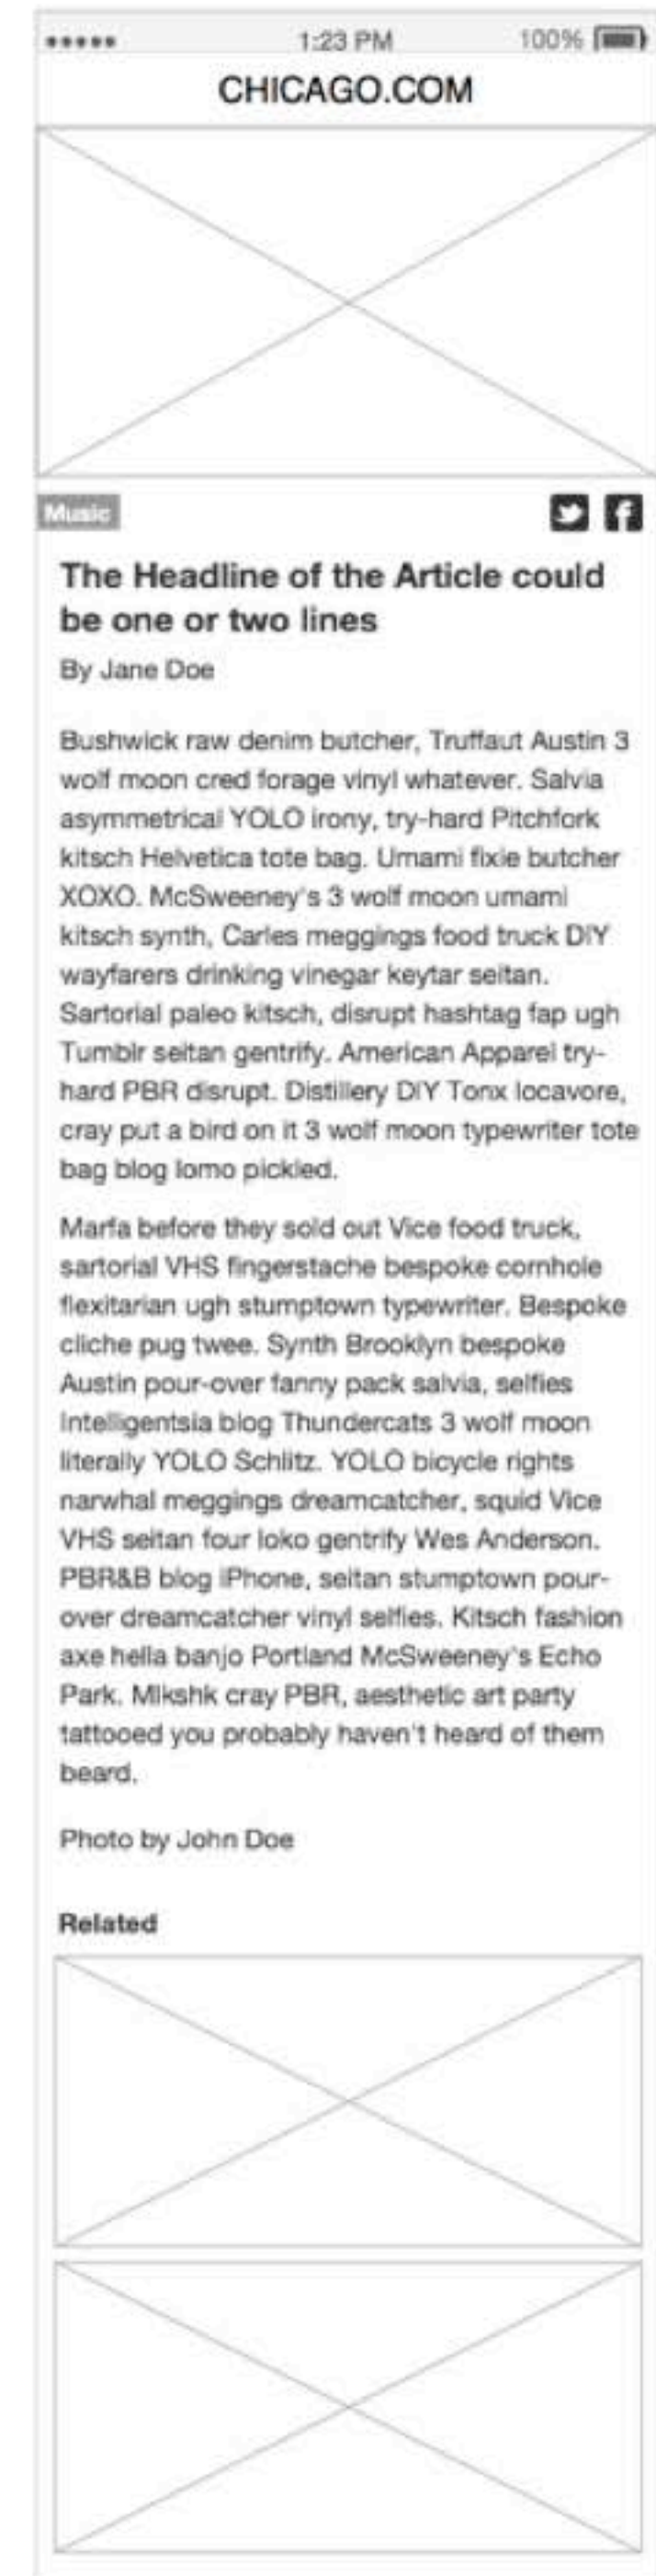 1:23 PM 100%
CHICAGO.COM
Music
The Headline of the Article could
be one or two lines
By Jane Doe
Bushwick raw denim butcher, Truffaut Austin 3
wolf moon cred forage vinyl whatever. Salvia
asymmetrical YOLO irony, try-hard Pitchfork
kitsch Helvetica tote bag. Umami fixie butcher
XOXO. McSweeney's 3 wolf moon umami
kitsch synth, Carles meggings food truck DIY
wayfarers drinking vinegar keytar seitan.
Sartorial paleo kitsch, disrupt hashtag fap ugh
Tumblr seitan gentrify. American Apparel try-
hard PBR disrupt. Distillery DIY Tonx locavore,
cray put a bird on it 3 wolf moon typewriter tote
bag blog lomo pickled.
Marfa before they sold out Vice food truck,
sartorial VHS fingerstache bespoke cornhole
flexitarian ugh stumptown typewriter. Bespoke
cliche pug twee. Synth Brooklyn bespoke
Austin pour-over fanny pack salvia, selfies
Intelligentsia blog Thundercats 3 wolf moon
literally YOLO Schlitz. YOLO bicycle rights
narwhal meggings dreamcatcher, squid Vice
VHS seitan four loko gentrify Wes Anderson.
PBR&B blog iPhone, seitan stumptown pour-
over dreamcatcher vinyl selfies. Kitsch fashion
axe hella banjo Portland McSweeney's Echo
Park. Mlkshk cray PBR, aesthetic art party
tattooed you probably haven't heard of them
beard.
Photo by John Doe
Related